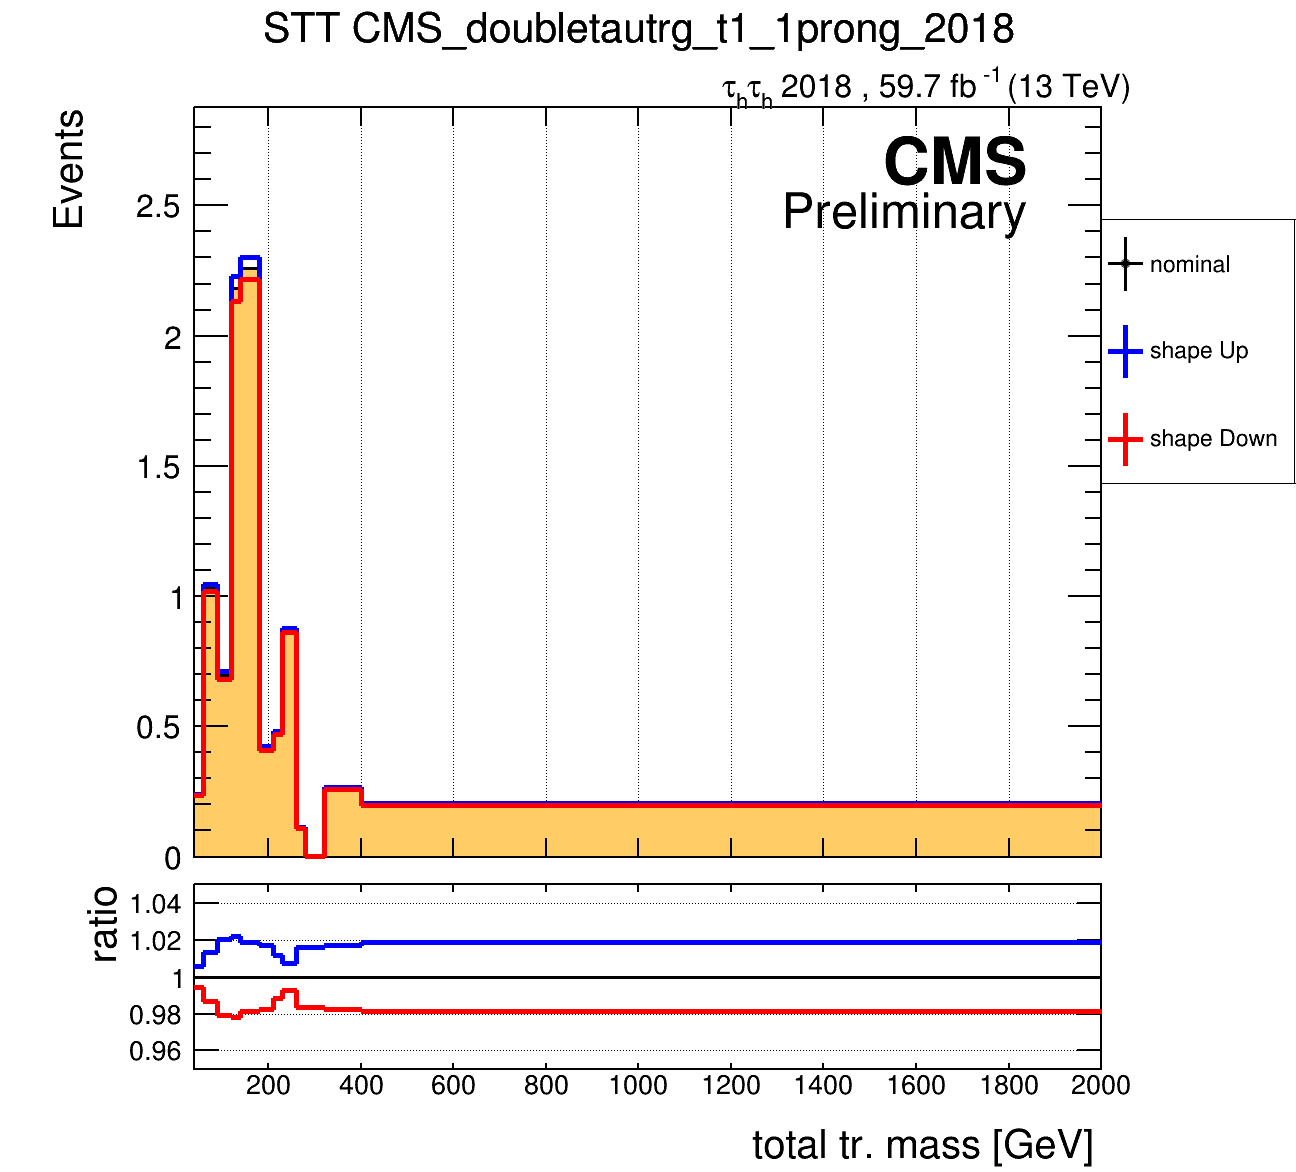 STT CMS_doubletautrg_t1_1prong_2018
τhτh 2018 , 59.7 fb -1 (13 TeV)
Events
CMS
Preliminary
2.5
2
1.5
1
0.5
0
nominal
shape Up
shape Down
ratio
1.04
1.02
1
0.98
0.96
200 400 600 800 1000 1200 1400 1600 1800 2000
total tr. mass [GeV]